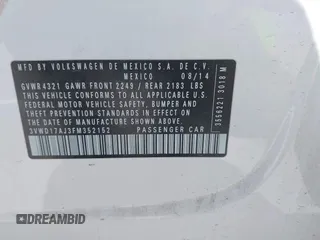 MFD BY VOLKSWAGEN DE MEXICO S.A. DE C.V.
MEXICO 08/14
GVWR 4321 GAWR FRONT 2249 / REAR 2183 LBS
THIS VEHICLE CONFORMS TO ALL APPLICABLE
FEDERAL MOTOR VEHICLE SAFETY, BUMPER AND
THEFT PREVENTION STANDARDS IN EFFECT ON
THE DATE OF MANUFACTURE SHOWN ABOVE.
3VWD17AJ3FM352152 PASSENGER CAR
3556221 3018 M
DREAMBID